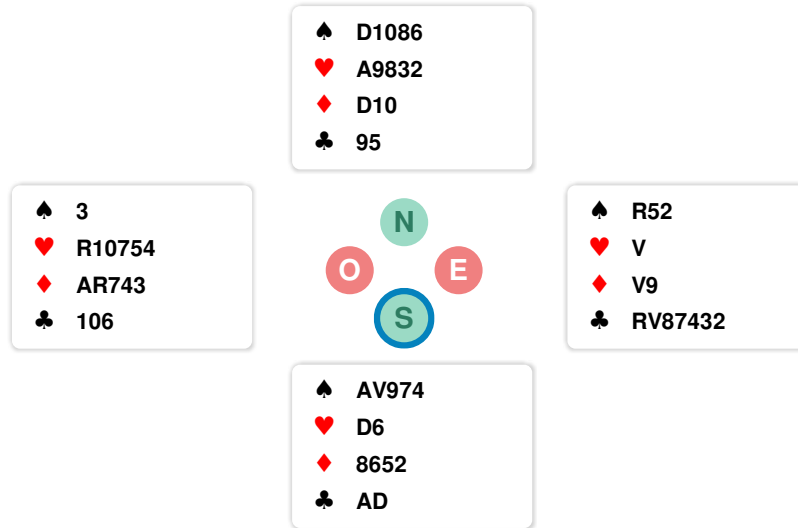 ♠ D1086
♥ A9832
♦ D10
♣ 95
♠ 3
♥ R10754
♦ AR743
♣ 106
N
O E
S
♠ R52
♥ V
♦ V9
♣ RV87432
♠ AV974
♥ D6
♦ 8652
♣ AD